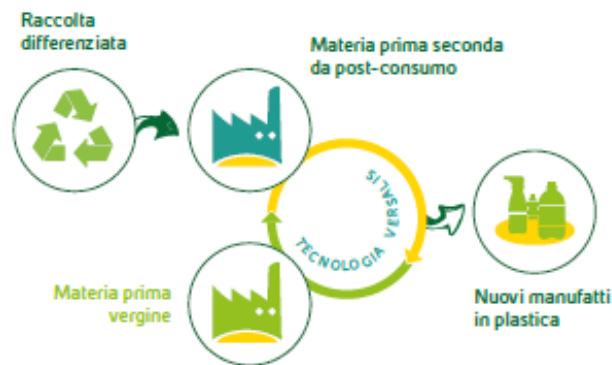 Raccolta
differenziata
Materia prima seconda
da post-consumo
TECNOLOGIA VERSALIS
Materia prima
vergine
Nuovi manufatti
in plastica